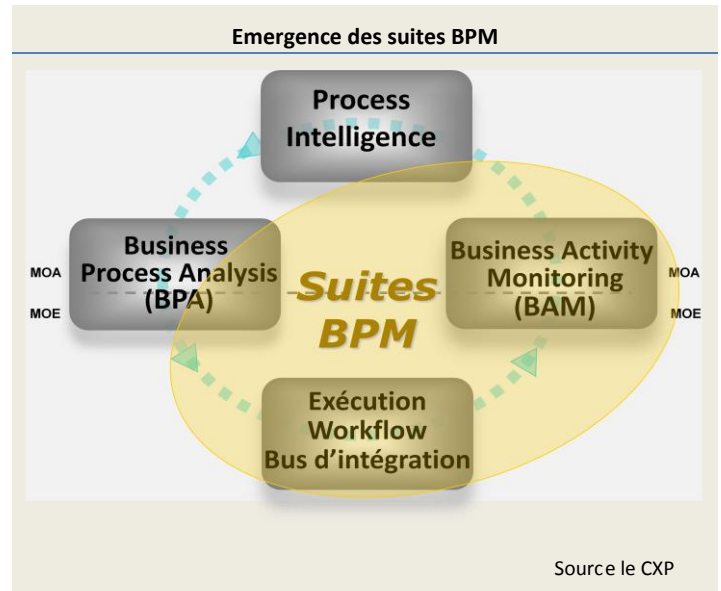 Emergence des suites BPM
Process
Intelligence
Business
Process Analysis
(BPA)
Business Activity
Monitoring
(BAM)
MOA
MOE
Suites
BPM
MOA
MOE
Exécution
Workflow
Bus d'intégration
Source le CXP